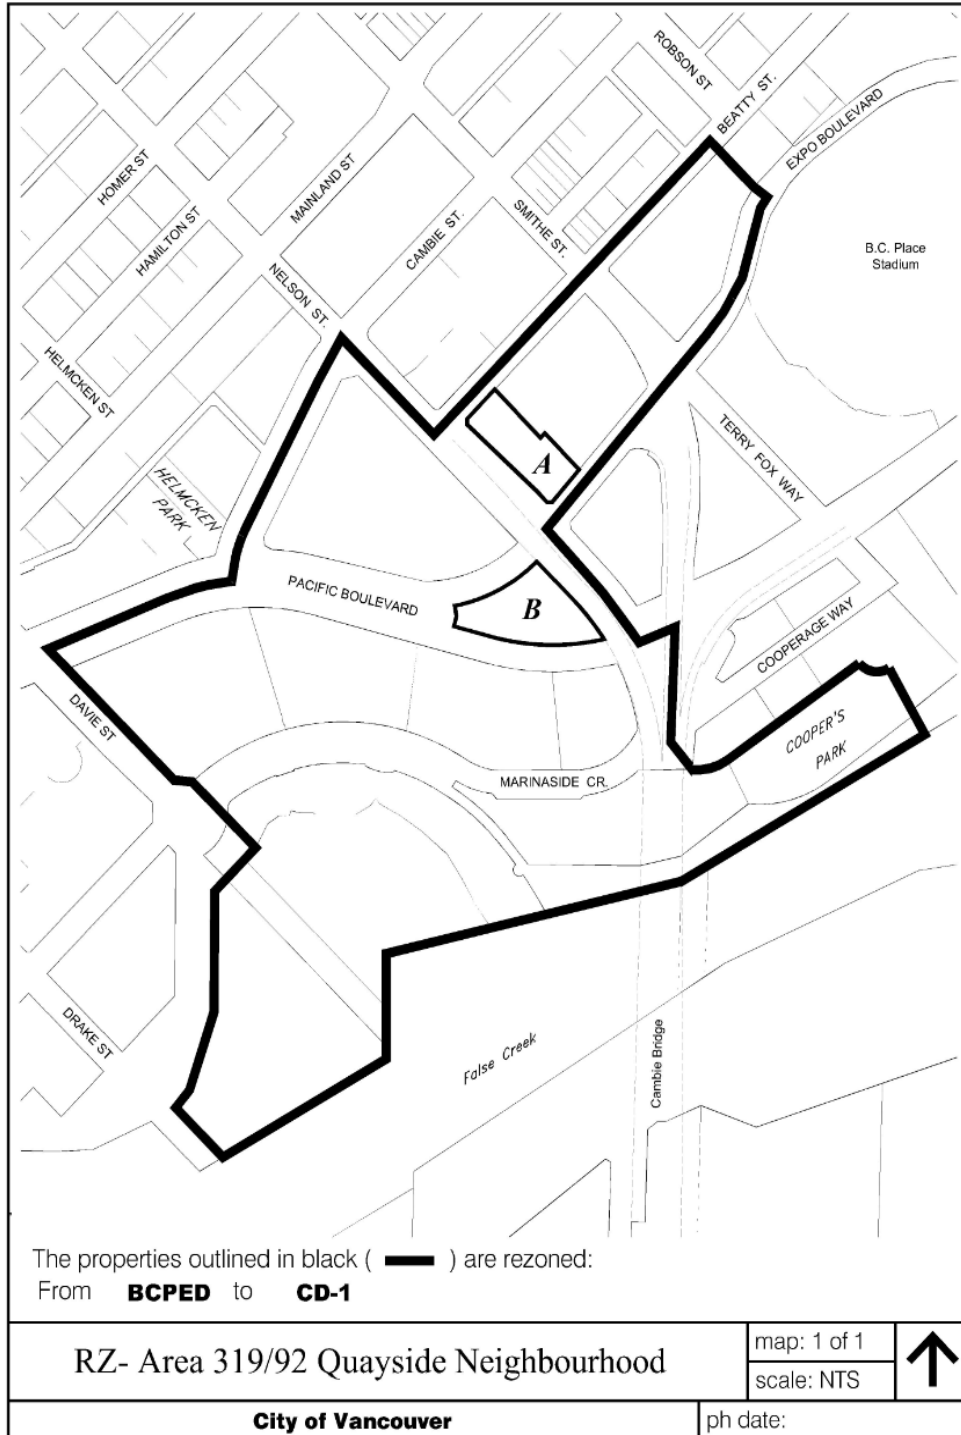 ROBSON ST
BEATTY ST.
EXPO BOULEVARD
HOMER ST
MAINLAND ST
HAMILTON ST
CAMBIE ST.
SMITHE ST.
B.C. Place
Stadium
NELSON ST.
HELMCKEN ST
HELMCKEN
PARK
A
TERRY FOX WAY
PACIFIC BOULEVARD
B
COOPERAGE WAY
DAVIE ST
COOPER'S
PARK
MARINASIDE CR.
DRAKE ST
False Creek
Cambie Bridge
The properties outlined in black ( ) are rezoned:
From BCPED to CD-1
RZ- Area 319/92 Quayside Neighbourhood
map: 1 of 1
scale: NTS
City of Vancouver
ph date: